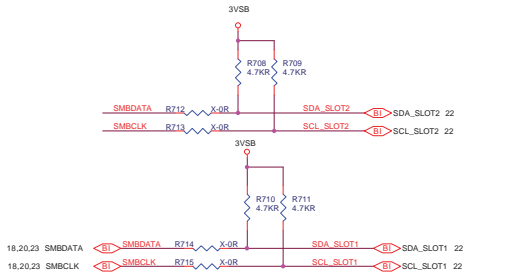 3VSB
R708 R709
4.7KR 4.7KR
SMBDATA R712 X-0R SDA_SLOT2 BI SDA_SLOT2 22
SMBCLK R713 X-0R SCL_SLOT2 BI SCL_SLOT2 22
3VSB
R710 R711
4.7KR 4.7KR
18,20,23 SMBDATA BI SMBDATA R714 X-0R SDA_SLOT1 BI SDA_SLOT1 22
18,20,23 SMBCLK BI SMBCLK R715 X-0R SCL_SLOT1 BI SCL_SLOT1 22